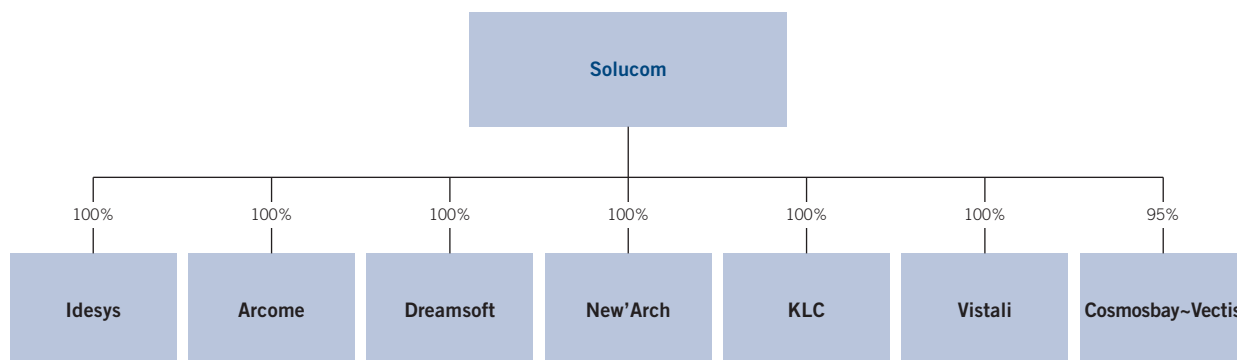 Solucom
100% 100% 100% 100% 100% 100% 95%
Idesys Arcome Dreamsoft New'Arch KLC Vistali Cosmosbay~Vectis